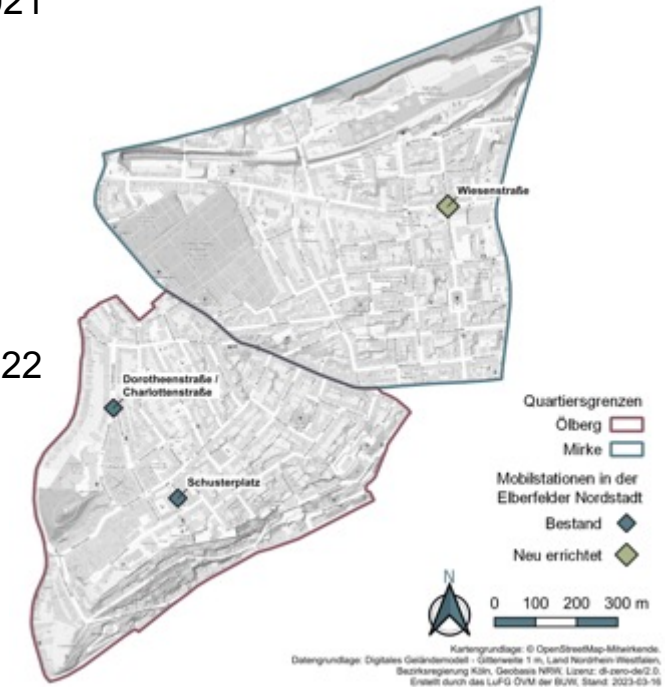 021
Wiesenstraße
22
Dorotheenstraße /
Charlottenstraße
Schusterplatz
Quartiersgrenzen
Ölberg
Mirke
Mobilstationen in der
Elberfelder Nordstadt
Bestand
Neu errichtet
N
0 100 200 300 m
Kartengrundlage: © OpenStreetMap-Mitwirkende.
Datengrundlage: Digitales Geländemodell - Gitterweite 1 m, Land Nordrhein-Westfalen,
Bezirksregierung Köln, Geobasis NRW, Lizenz: dl-zero-de/2.0.
Erstellt durch das LuFG ÖVM der BUW, Stand: 2023-03-16